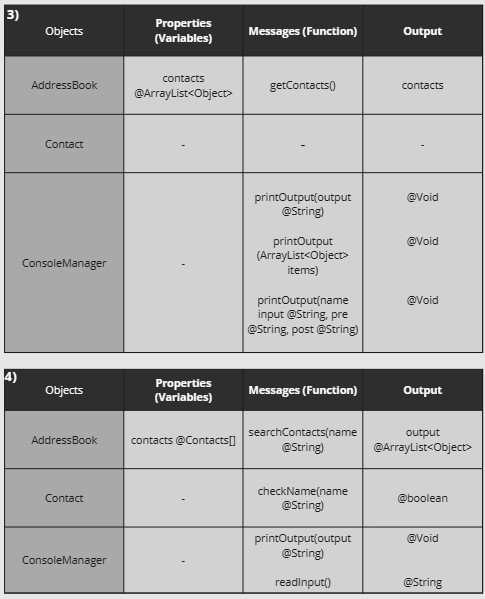 3)
Objects
Properties
(Variables)
Messages (Function)
Output
AddressBook
contacts
@ArrayList<Object>
getContacts()
contacts
Contact
-
-
-
ConsoleManager
-
printOutput(output
@String)
@Void
printOutput
(ArrayList<Object>
items)
@Void
printOutput(name
input @String, pre
@String, post @String)
@Void
4)
Objects
Properties
(Variables)
Messages (Function)
Output
AddressBook
contacts @Contacts[]
searchContacts(name
@String)
output
@ArrayList<Object>
Contact
-
checkName(name
@String)
@boolean
ConsoleManager
-
printOutput(output
@String)
@Void
readInput()
@String